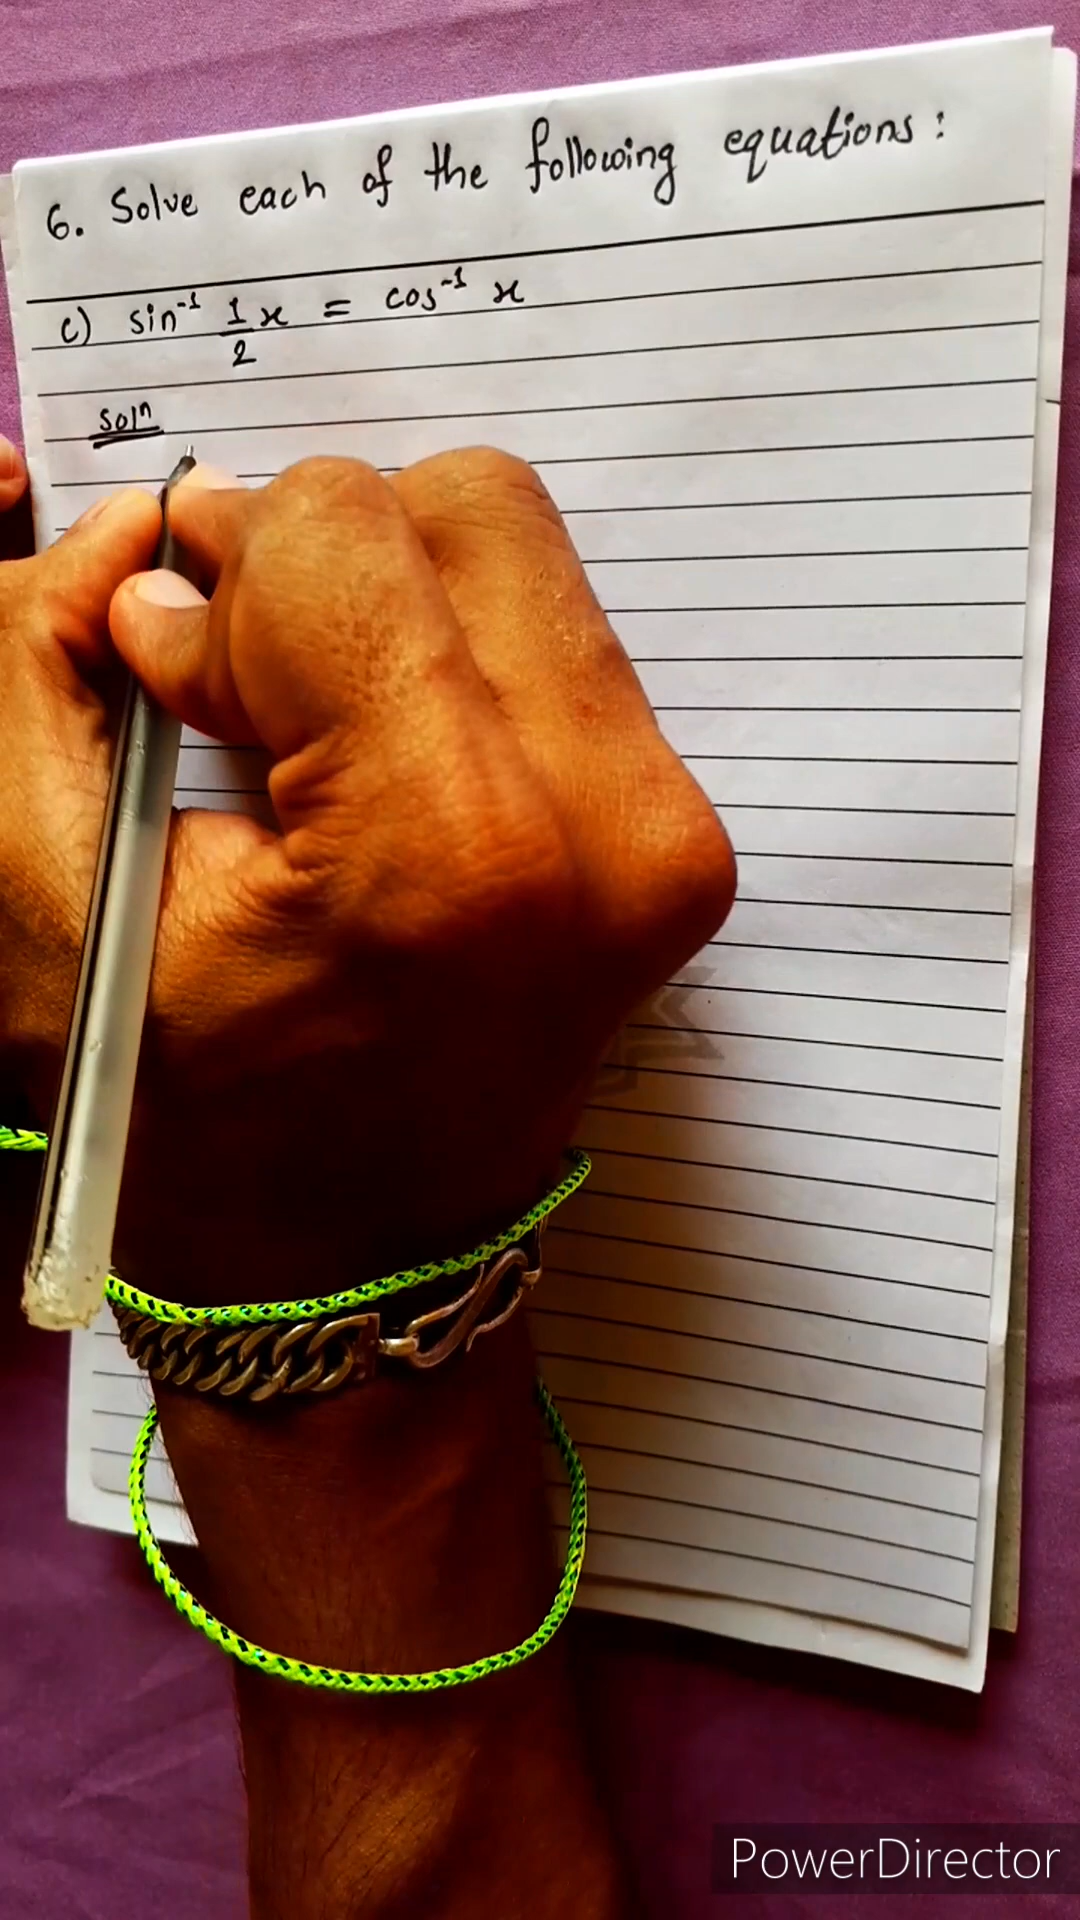 6. Solve each of the following equations:
c) sin⁻¹ 1/2 x = cos⁻¹ x
Solⁿ
PowerDirector